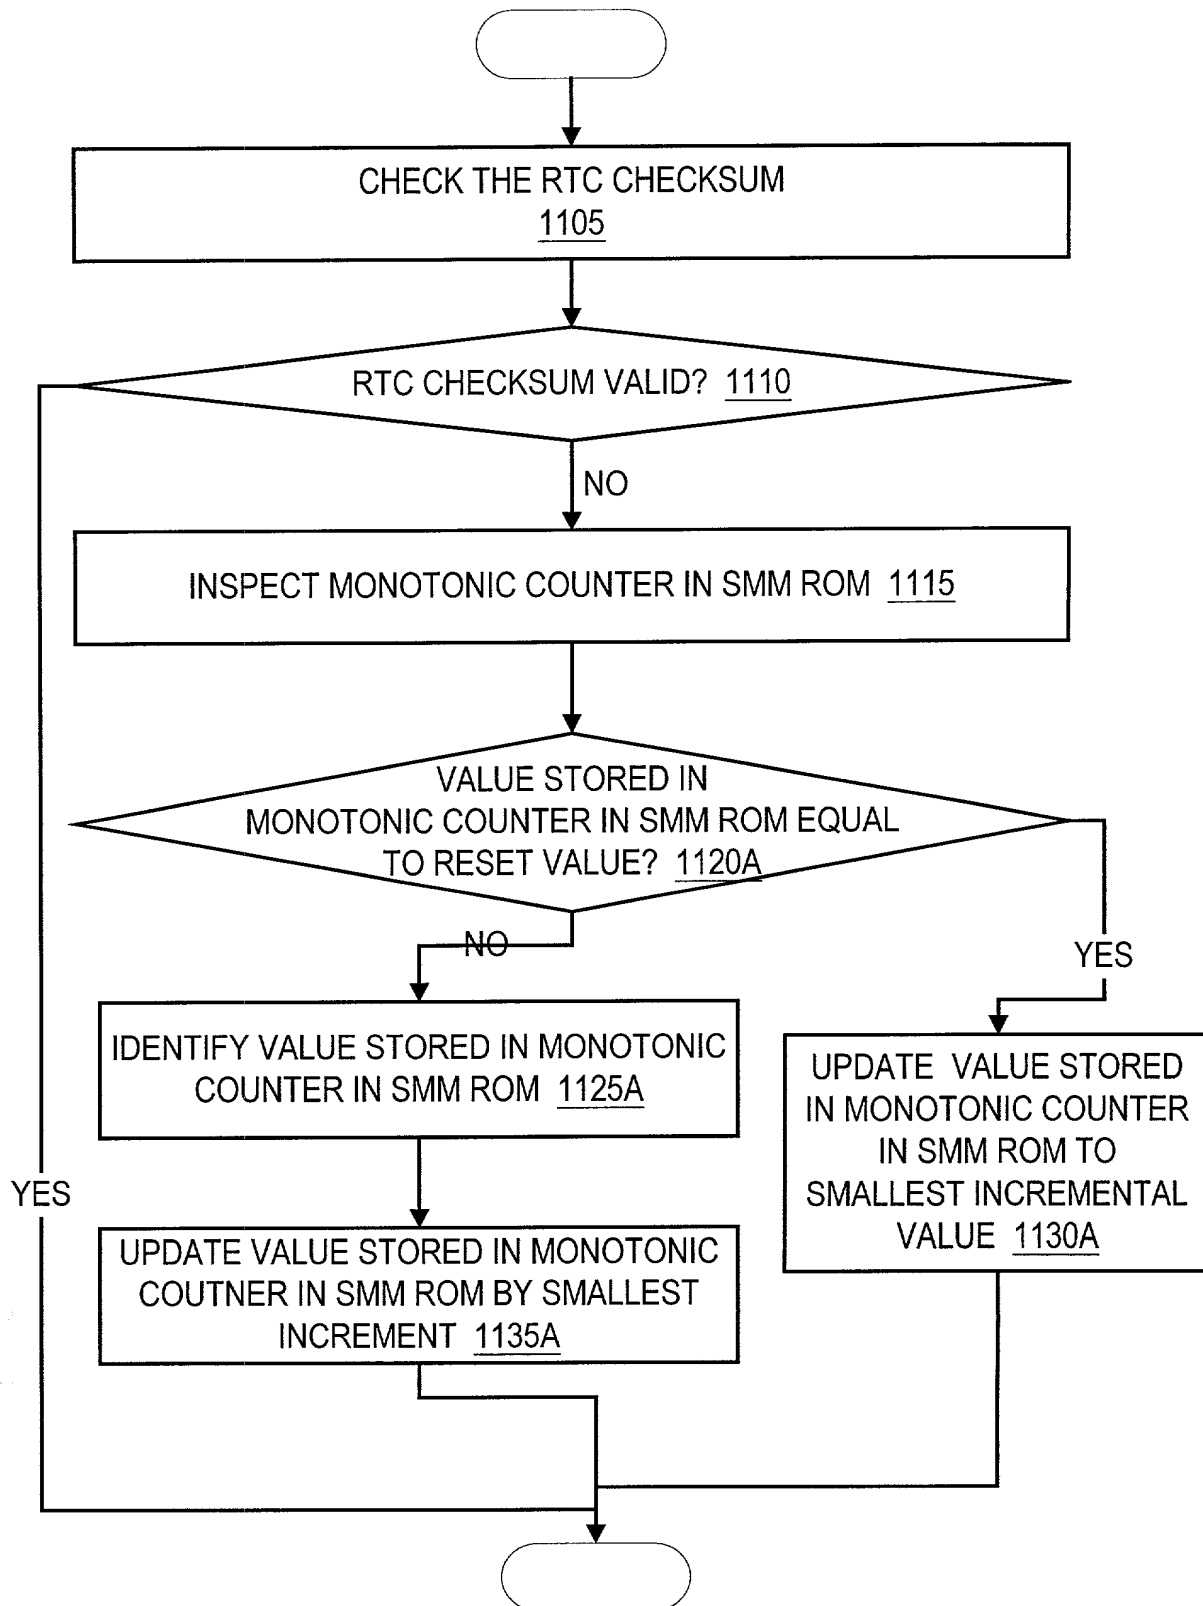 CHECK THE RTC CHECKSUM
1105
RTC CHECKSUM VALID? 1110
NO
INSPECT MONOTONIC COUNTER IN SMM ROM 1115
VALUE STORED IN
MONOTONIC COUNTER IN SMM ROM EQUAL
TO RESET VALUE? 1120A
NO
YES
IDENTIFY VALUE STORED IN MONOTONIC
COUNTER IN SMM ROM 1125A
UPDATE VALUE STORED
IN MONOTONIC COUNTER
IN SMM ROM TO
SMALLEST INCREMENTAL
VALUE 1130A
YES
UPDATE VALUE STORED IN MONOTONIC
COUTNER IN SMM ROM BY SMALLEST
INCREMENT 1135A